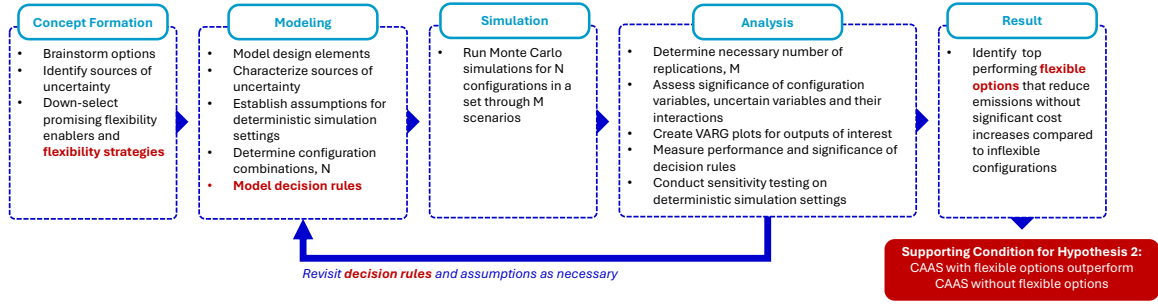 Concept Formation
• Brainstorm options
• Identify sources of
uncertainty
• Down-select
promising flexibility
enablers and
flexibility strategies
Modeling
• Model design elements
• Characterize sources of
uncertainty
• Establish assumptions for
deterministic simulation
settings
• Determine configuration
combinations, N
• Model decision rules
Simulation
• Run Monte Carlo
simulations for N
configurations in a
set through M
scenarios
Analysis
• Determine necessary number of
replications, M
• Assess significance of configuration
variables, uncertain variables and their
interactions
• Create VARG plots for outputs of interest
• Measure performance and significance of
decision rules
• Conduct sensitivity testing on
deterministic simulation settings
Result
• Identify top
performing flexible
options that reduce
emissions without
significant cost
increases compared
to inflexible
configurations
Revisit decision rules and assumptions as necessary
Supporting Condition for Hypothesis 2:
CAAS with flexible options outperform
CAAS without flexible options